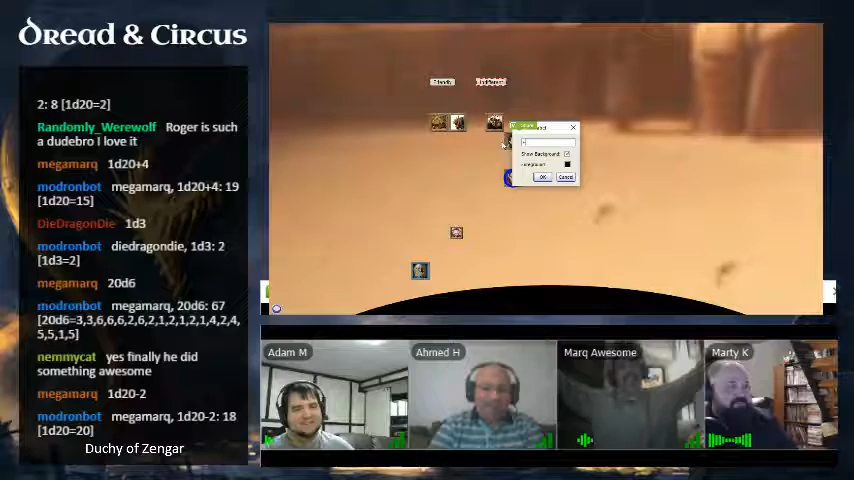 Dread & Circus
2: 8 [1d20=2]
Randomly_Werewolf Roger is such
a dudebro I love it
megamarq 1d20+4
modronbot megamarq, 1d20+4: 19
[1d20=15]
DieDragonDie 1d3
modronbot diedragondie, 1d3: 2
[1d3=2]
megamarq 20d6
modronbot megamarq, 20d6: 67
[20d6=3,3,6,6,6,2,6,2,1,2,1,2,1,4,2,4,
5,5,1,5]
nemmycat yes finally he did
something awesome
megamarq 1d20-2
modronbot megamarq, 1d20-2: 18
[1d20=20]
Duchy of Zengar
Friendly
Indifferent
Show Background:
Foreground:
OK
Cancel
Adam M
Ahmed H
Marq Awesome
Marty K